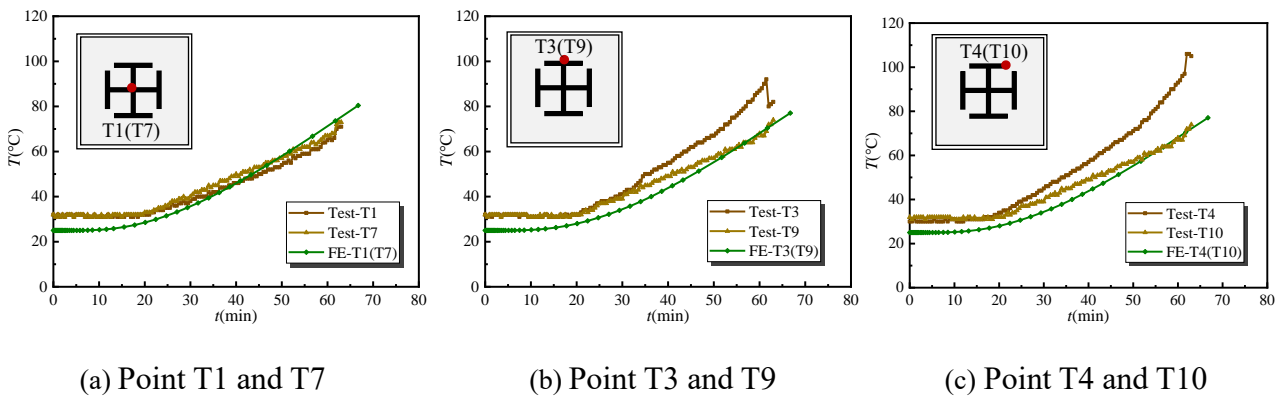 120
100
80
60
40
20
0
T(°C)
T1(T7)
Test-T1
Test-T7
FE-T1(T7)
0 10 20 30 40 50 60 70 80
t(min)
(a) Point T1 and T7
120
100
80
60
40
20
0
T(°C)
T3(T9)
Test-T3
Test-T9
FE-T3(T9)
0 10 20 30 40 50 60 70 80
t(min)
(b) Point T3 and T9
120
100
80
60
40
20
0
T(°C)
T4(T10)
Test-T4
Test-T10
FE-T4(T10)
0 10 20 30 40 50 60 70 80
t(min)
(c) Point T4 and T10